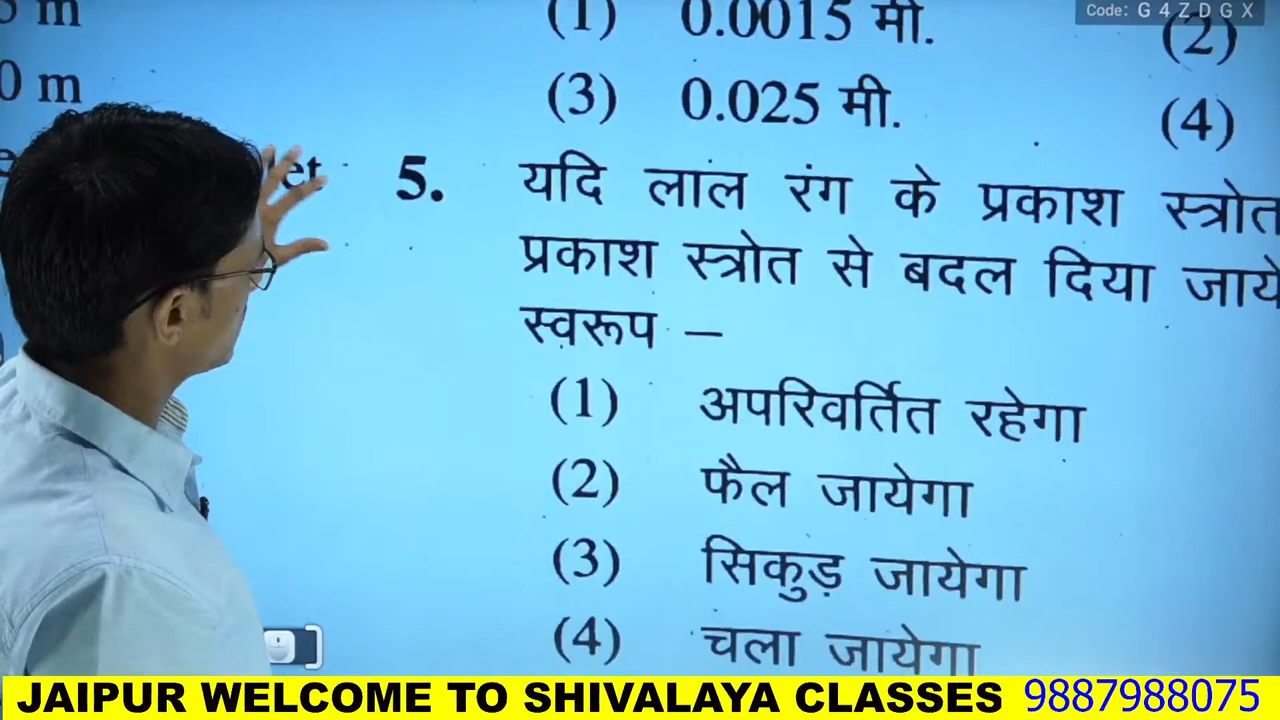 Code: G 4 Z D G X
m
(1) 0.0015 मी. (2)
0 m
(3) 0.025 मी. (4)
et
5. यदि लाल रंग के प्रकाश स्त्रोत
प्रकाश स्त्रोत से बदल दिया जाये
स्वरूप –
(1) अपरिवर्तित रहेगा
(2) फैल जायेगा
(3) सिकुड़ जायेगा
(4) चला जायेगा
JAIPUR WELCOME TO SHIVALAYA CLASSES 9887988075